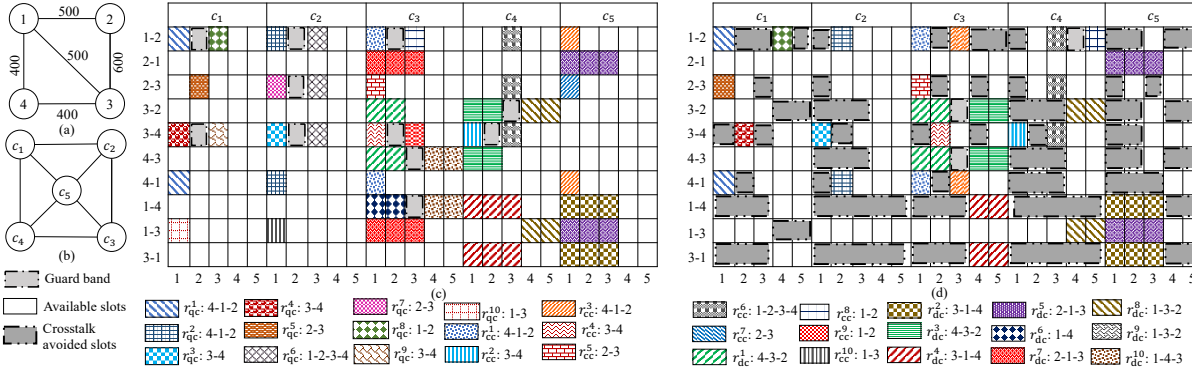 500
1
2
500
400
600
4
400
3
(a)
c₁
c₂
c₅
c₄
c₃
(b)
Guard band
Available slots
Crosstalk
avoided slots
c₁ c₂ c₃ c₄ c₅
1-2
2-1
2-3
3-2
3-4
4-3
4-1
1-4
1-3
3-1
1 2 3 4 5 1 2 3 4 5 1 2 3 4 5 1 2 3 4 5 1 2 3 4 5
(c)
c₁ c₂ c₃ c₄ c₅
1-2
2-1
2-3
3-2
3-4
4-3
4-1
1-4
1-3
3-1
1 2 3 4 5 1 2 3 4 5 1 2 3 4 5 1 2 3 4 5 1 2 3 4 5
(d)
r¹qc: 4-1-2 r⁴qc: 3-4 r⁷qc: 2-3 r¹⁰qc: 1-3 r³cc: 4-1-2
r²qc: 4-1-2 r⁵qc: 2-3 r⁸qc: 1-2 r¹cc: 4-1-2 r⁴cc: 3-4
r³qc: 3-4 r⁶qc: 1-2-3-4 r⁹qc: 3-4 r²cc: 3-4 r⁵cc: 2-3
r⁶cc: 1-2-3-4 r⁸cc: 1-2 r²dc: 3-1-4 r⁵dc: 2-1-3 r⁸dc: 1-3-2
r⁷cc: 2-3 r⁹cc: 1-2 r³dc: 4-3-2 r⁶dc: 1-4 r⁹dc: 1-3-2
r¹dc: 4-3-2 r¹⁰cc: 1-3 r⁴dc: 3-1-4 r⁷dc: 2-1-3 r¹⁰dc: 1-4-3